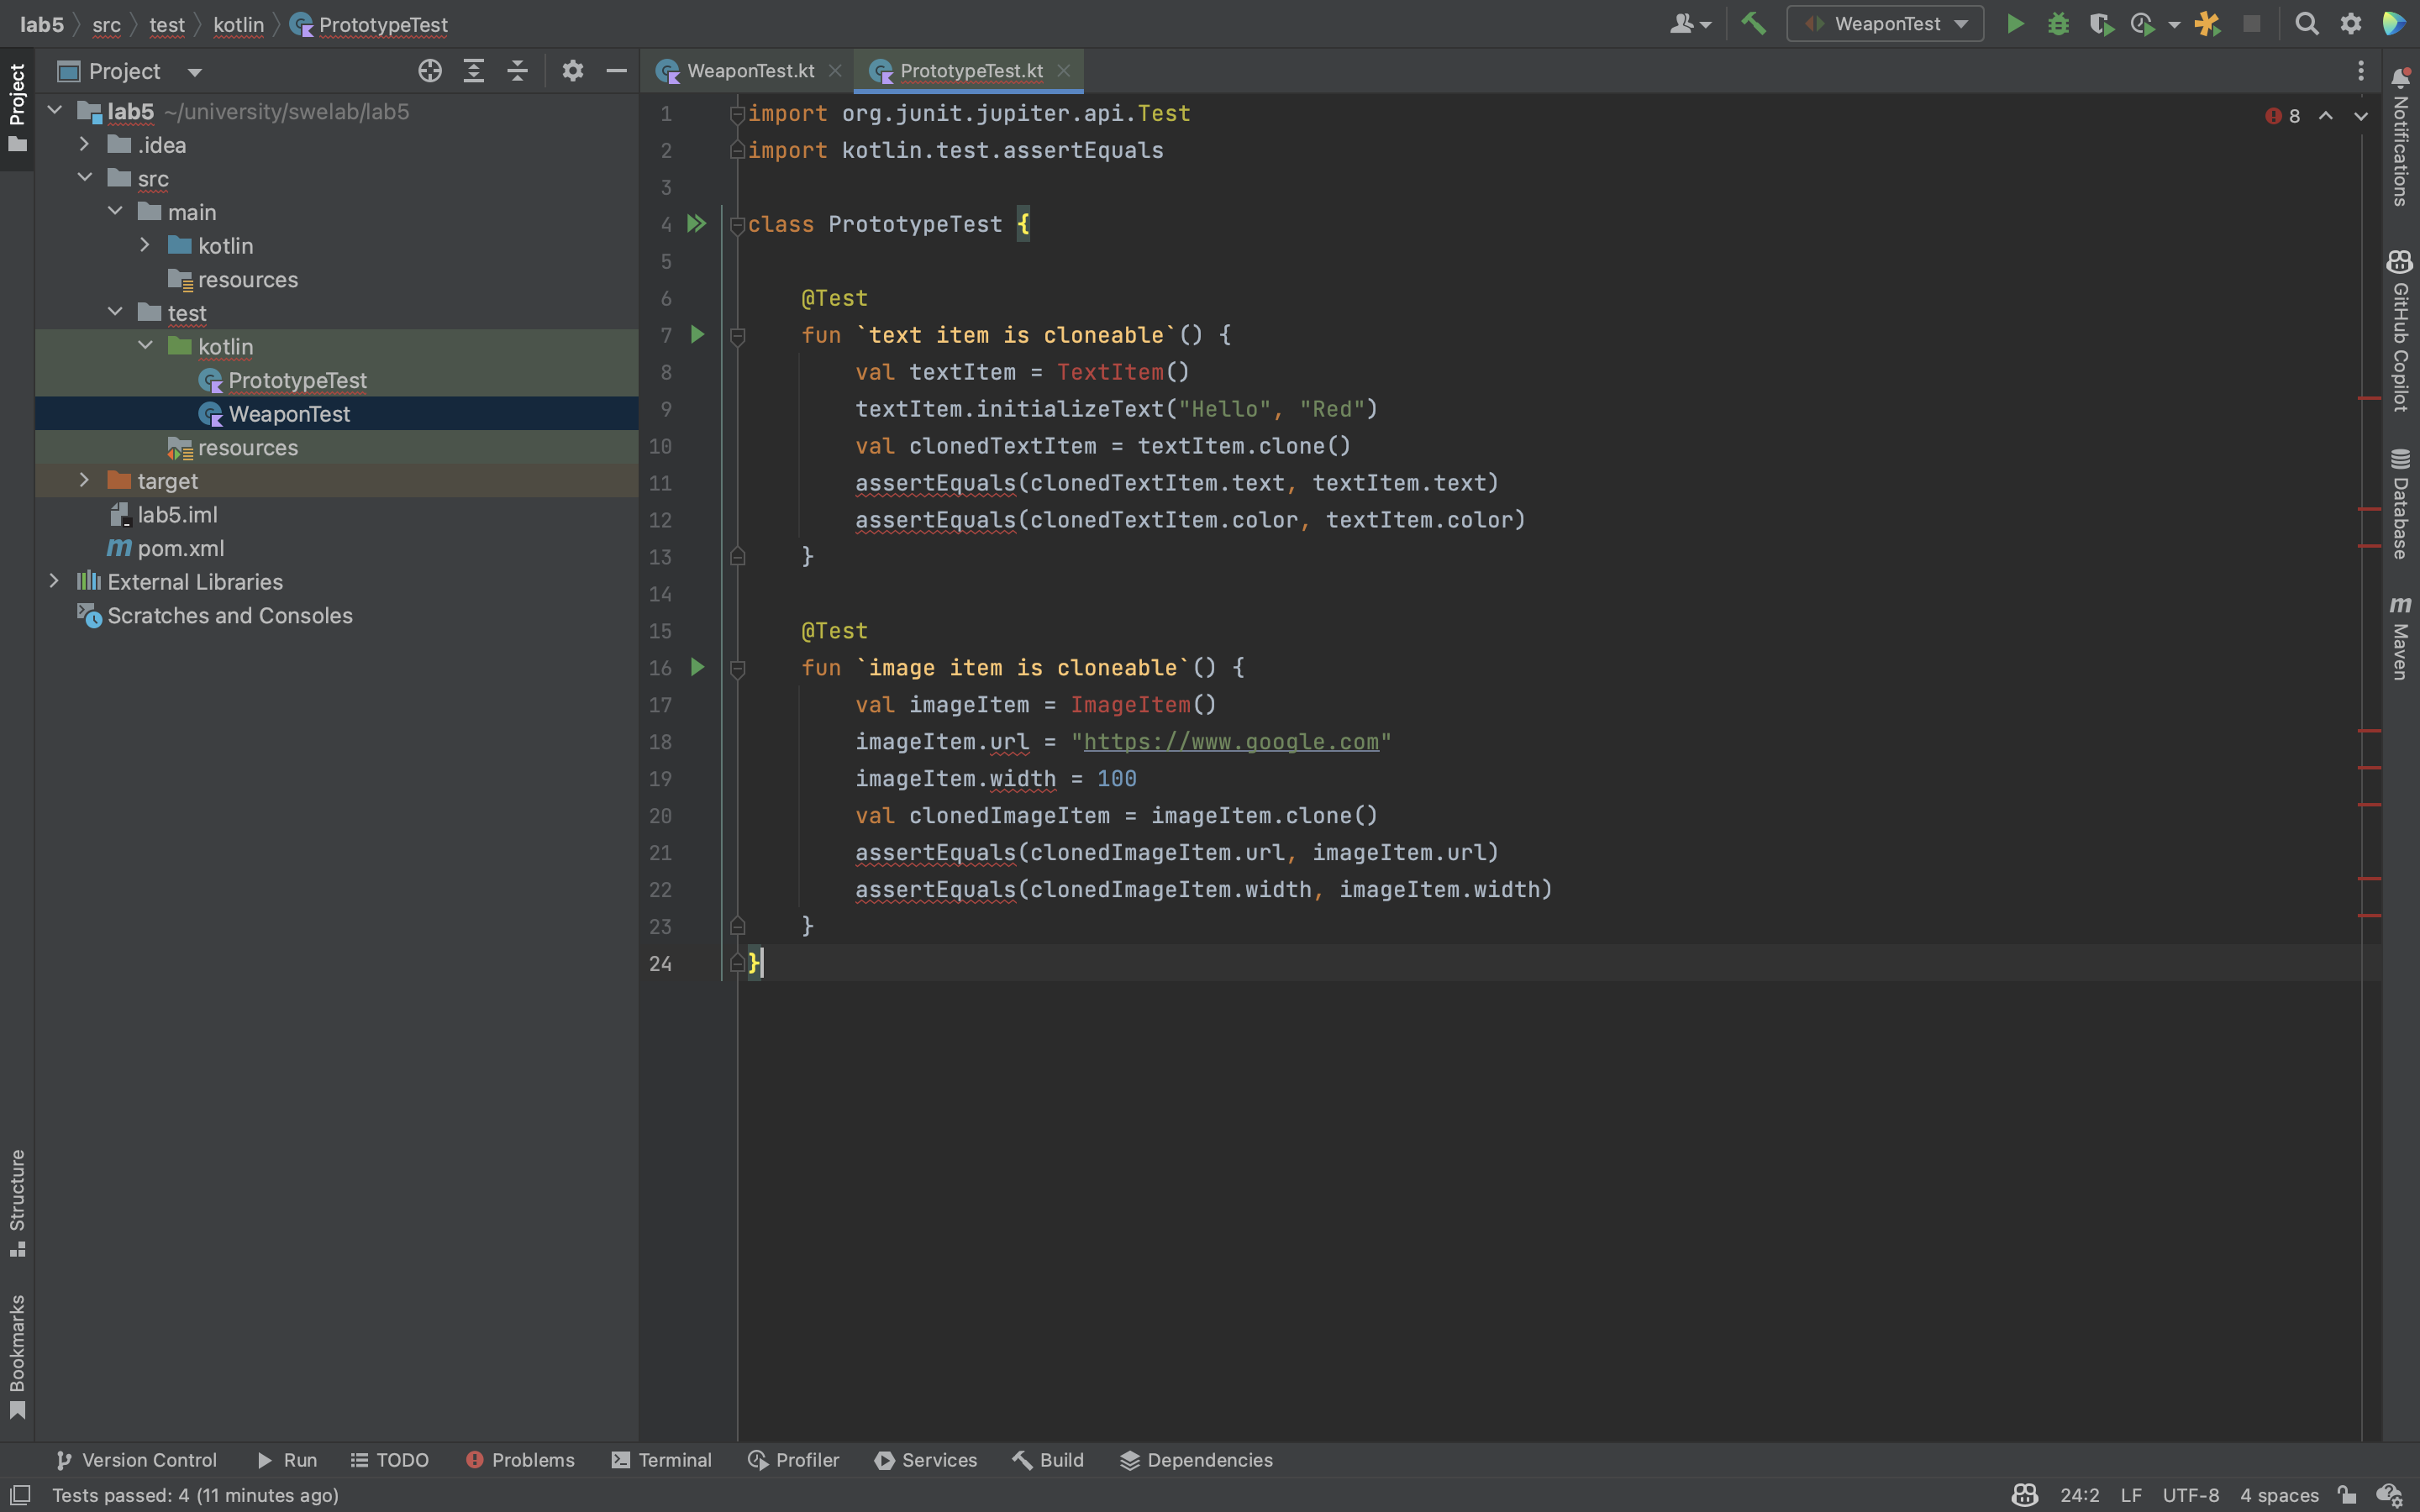 lab5 src test kotlin PrototypeTest
WeaponTest
Project
WeaponTest.kt
PrototypeTest.kt
Project
lab5 ~/university/swelab/lab5
.idea
src
main
kotlin
resources
test
kotlin
PrototypeTest
WeaponTest
resources
target
lab5.iml
m pom.xml
External Libraries
Scratches and Consoles
Structure
Bookmarks
8
1 import org.junit.jupiter.api.Test
2 import kotlin.test.assertEquals
3
4 class PrototypeTest {
5
6 @Test
7 fun `text item is cloneable`() {
8 val textItem = TextItem()
9 textItem.initializeText("Hello", "Red")
10 val clonedTextItem = textItem.clone()
11 assertEquals(clonedTextItem.text, textItem.text)
12 assertEquals(clonedTextItem.color, textItem.color)
13 }
14
15 @Test
16 fun `image item is cloneable`() {
17 val imageItem = ImageItem()
18 imageItem.url = "https://www.google.com"
19 imageItem.width = 100
20 val clonedImageItem = imageItem.clone()
21 assertEquals(clonedImageItem.url, imageItem.url)
22 assertEquals(clonedImageItem.width, imageItem.width)
23 }
24 }
Notifications
GitHub Copilot
Database
m Maven
Version Control Run TODO Problems Terminal Profiler Services Build Dependencies
Tests passed: 4 (11 minutes ago)
24:2 LF UTF-8 4 spaces